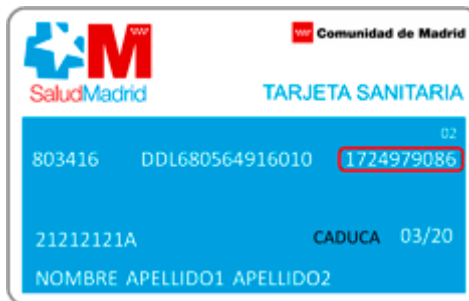 Comunidad de Madrid
SaludMadrid
TARJETA SANITARIA
02
803416 DDL680564916010 1724979086
21212121A CADUCA 03/20
NOMBRE APELLIDO1 APELLIDO2